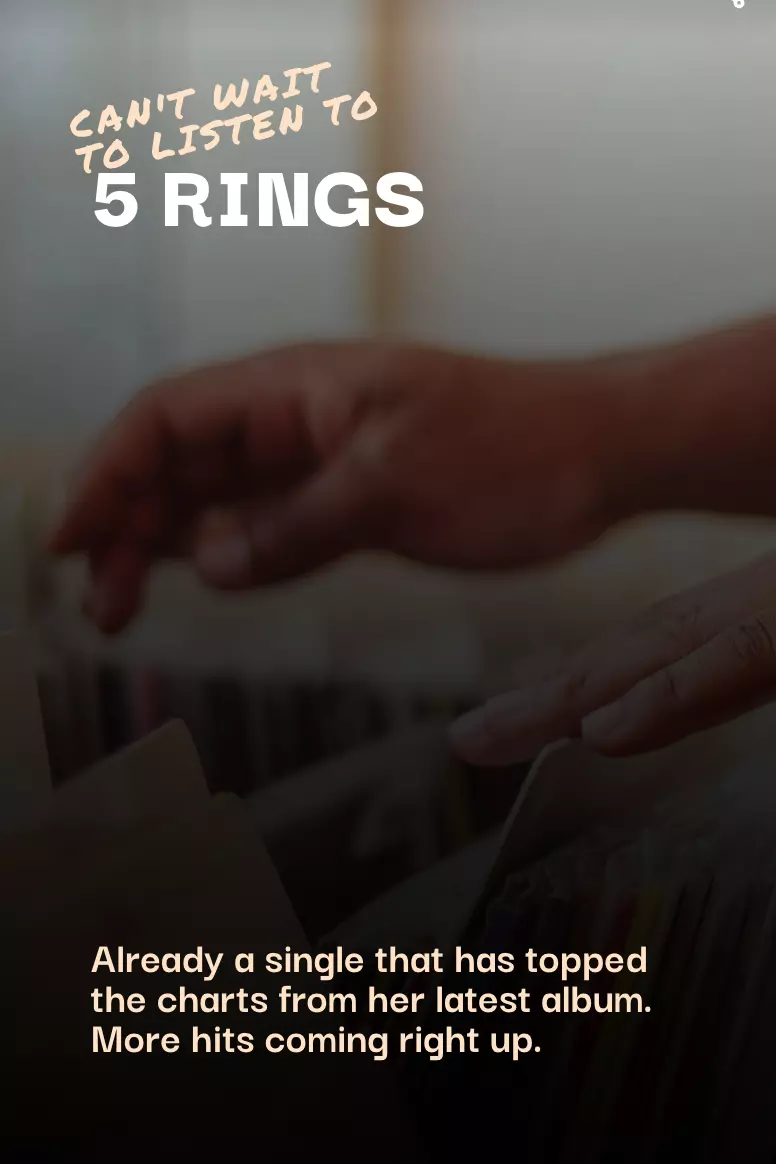 CAN'T WAIT
TO LISTEN TO
5 RINGS
Already a single that has topped
the charts from her latest album.
More hits coming right up.